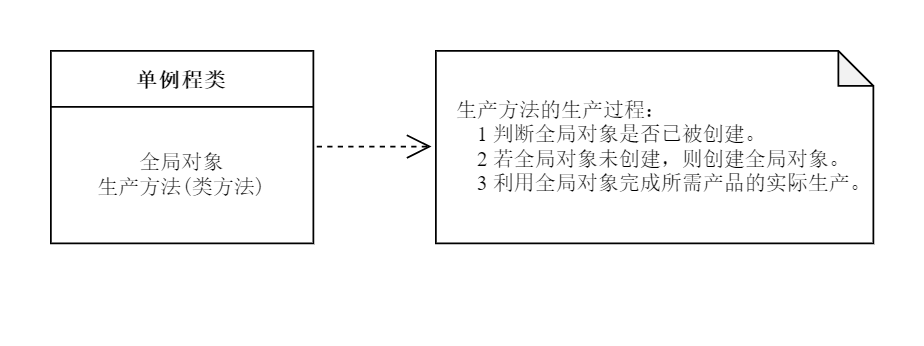 单例程类
全局对象
生产方法(类方法)
生产方法的生产过程：
1 判断全局对象是否已被创建。
2 若全局对象未创建，则创建全局对象。
3 利用全局对象完成所需产品的实际生产。